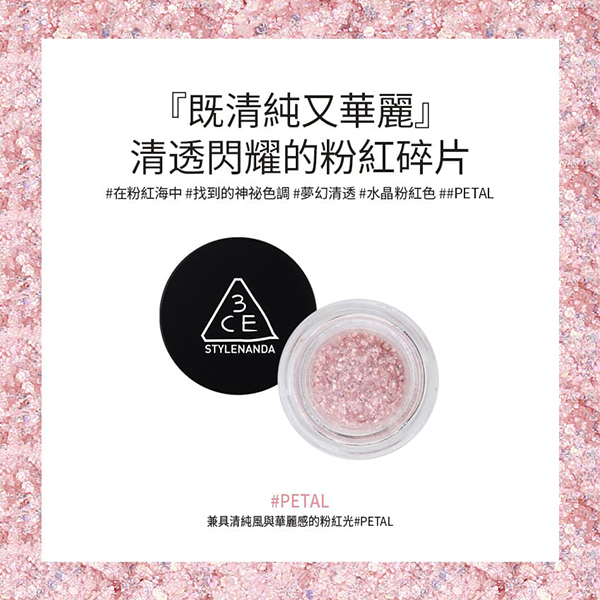 『既清純又華麗』
清透閃耀的粉紅碎片
#在粉紅海中 #找到的神祕色調 #夢幻清透 #水晶粉紅色 ##PETAL
3
CE
STYLENANDA
#PETAL
兼具清純風與華麗感的粉紅光#PETAL